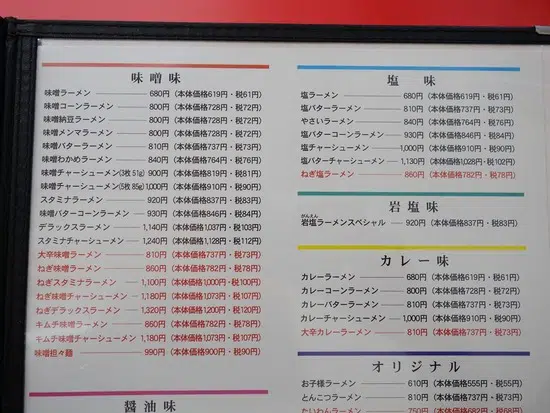 味噌味
味噌ラーメン 680円(本体価格619円・税61円)
味噌コーンラーメン 800円(本体価格728円・税72円)
味噌納豆ラーメン 800円(本体価格728円・税72円)
味噌メンマラーメン 800円(本体価格728円・税72円)
味噌バターラーメン 810円(本体価格737円・税73円)
味噌わかめラーメン 840円(本体価格764円・税76円)
味噌チャーシューメン(3枚 51g) 900円(本体価格819円・税81円)
味噌チャーシューメン(5枚 85g) 1,000円(本体価格910円・税90円)
スタミナラーメン 920円(本体価格837円・税83円)
味噌バターコーンラーメン 930円(本体価格846円・税84円)
デラックスラーメン 1,140円(本体価格1,037円・税103円)
スタミナチャーシューメン 1,240円(本体価格1,128円・税112円)
大辛味噌ラーメン 810円(本体価格737円・税73円)
ねぎ味噌ラーメン 860円(本体価格782円・税78円)
ねぎスタミナラーメン 1,100円(本体価格1,000円・税100円)
ねぎ味噌チャーシューメン 1,180円(本体価格1,073円・税107円)
ねぎデラックスラーメン 1,320円(本体価格1,200円・税120円)
キムチ味噌ラーメン 860円(本体価格782円・税78円)
キムチ味噌チャーシューメン 1,180円(本体価格1,073円・税107円)
味噌担々麺 990円(本体価格900円・税90円)
醤油味
塩味
塩ラーメン 680円(本体価格619円・税61円)
塩バターラーメン 810円(本体価格737円・税73円)
やさいラーメン 840円(本体価格764円・税76円)
塩バターコーンラーメン 930円(本体価格846円・税84円)
塩チャーシューメン 1,000円(本体価格910円・税90円)
塩バターチャーシューメン 1,130円(本体価格1,028円・税102円)
ねぎ塩ラーメン 860円(本体価格782円・税78円)
岩塩味
がんえん
岩塩ラーメンスペシャル 920円(本体価格837円・税83円)
カレー味
カレーラーメン 680円(本体価格619円・税61円)
カレーコーンラーメン 800円(本体価格728円・税72円)
カレーバターラーメン 810円(本体価格737円・税73円)
カレーチャーシューメン 1,000円(本体価格910円・税90円)
大辛カレーラーメン 810円(本体価格737円・税73円)
オリジナル
お子様ラーメン 610円(本体価格555円・税55円)
とんこつラーメン 810円(本体価格737円・税73円)
たいわんラーメン 750円(本体価格682円・税68円)